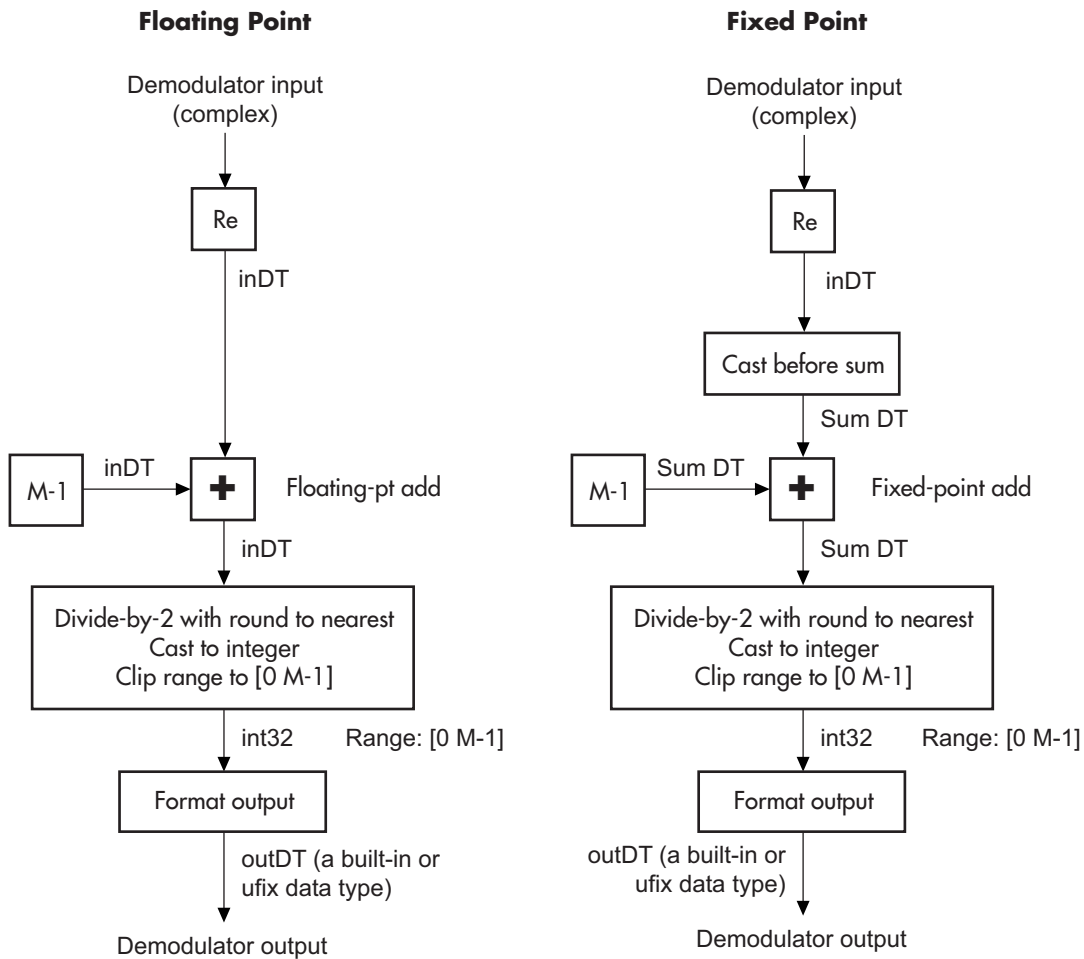 Floating Point
Demodulator input
(complex)
Re
inDT
M-1
inDT
Floating-pt add
inDT
Divide-by-2 with round to nearest
Cast to integer
Clip range to [0 M-1]
int32
Range: [0 M-1]
Format output
outDT (a built-in or
ufix data type)
Demodulator output
Fixed Point
Demodulator input
(complex)
Re
inDT
Cast before sum
Sum DT
M-1
Sum DT
Fixed-point add
Sum DT
Divide-by-2 with round to nearest
Cast to integer
Clip range to [0 M-1]
int32
Range: [0 M-1]
Format output
outDT (a built-in or
ufix data type)
Demodulator output